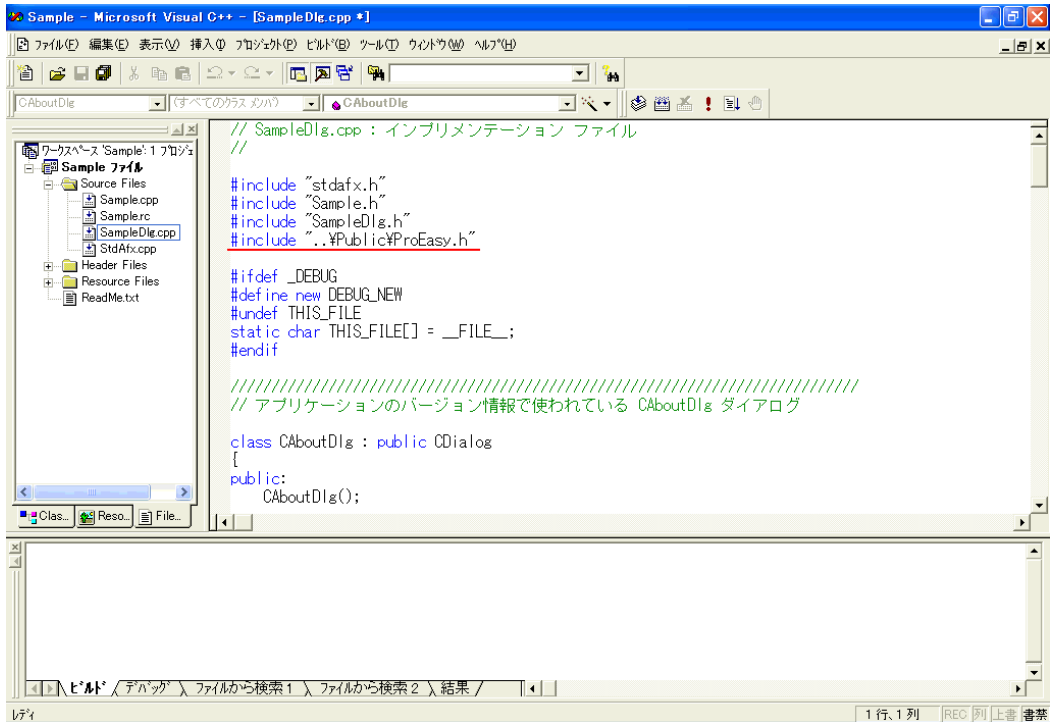 Sample - Microsoft Visual C++ - [SampleDlg.cpp *]
ファイル(F) 編集(E) 表示(V) 挿入(I) プロジェクト(P) ビルド(B) ツール(T) ウィンドウ(W) ヘルプ(H)
CAboutDlg
(すべてのクラス メンバ)
CAboutDlg
ワークスペース 'Sample': 1 プロジェ
Sample ファイル
Source Files
Sample.cpp
Sample.rc
SampleDlg.cpp
StdAfx.cpp
Header Files
Resource Files
ReadMe.txt
Clas... Reso... File...
// SampleDlg.cpp : インプリメンテーション ファイル
//
#include "stdafx.h"
#include "Sample.h"
#include "SampleDlg.h"
#include "..¥Public¥ProEasy.h"
#ifdef _DEBUG
#define new DEBUG_NEW
#undef THIS_FILE
static char THIS_FILE[] = __FILE__;
#endif
/////////////////////////////////////////////////////////////////////////////
// アプリケーションのバージョン情報で使われている CAboutDlg ダイアログ
class CAboutDlg : public CDialog
{
public:
CAboutDlg();
ビルド デバッグ ファイルから検索 1 ファイルから検索 2 結果
レディ
1 行、1 列 REC 列 上書 書禁